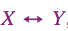 X ↔ Y,